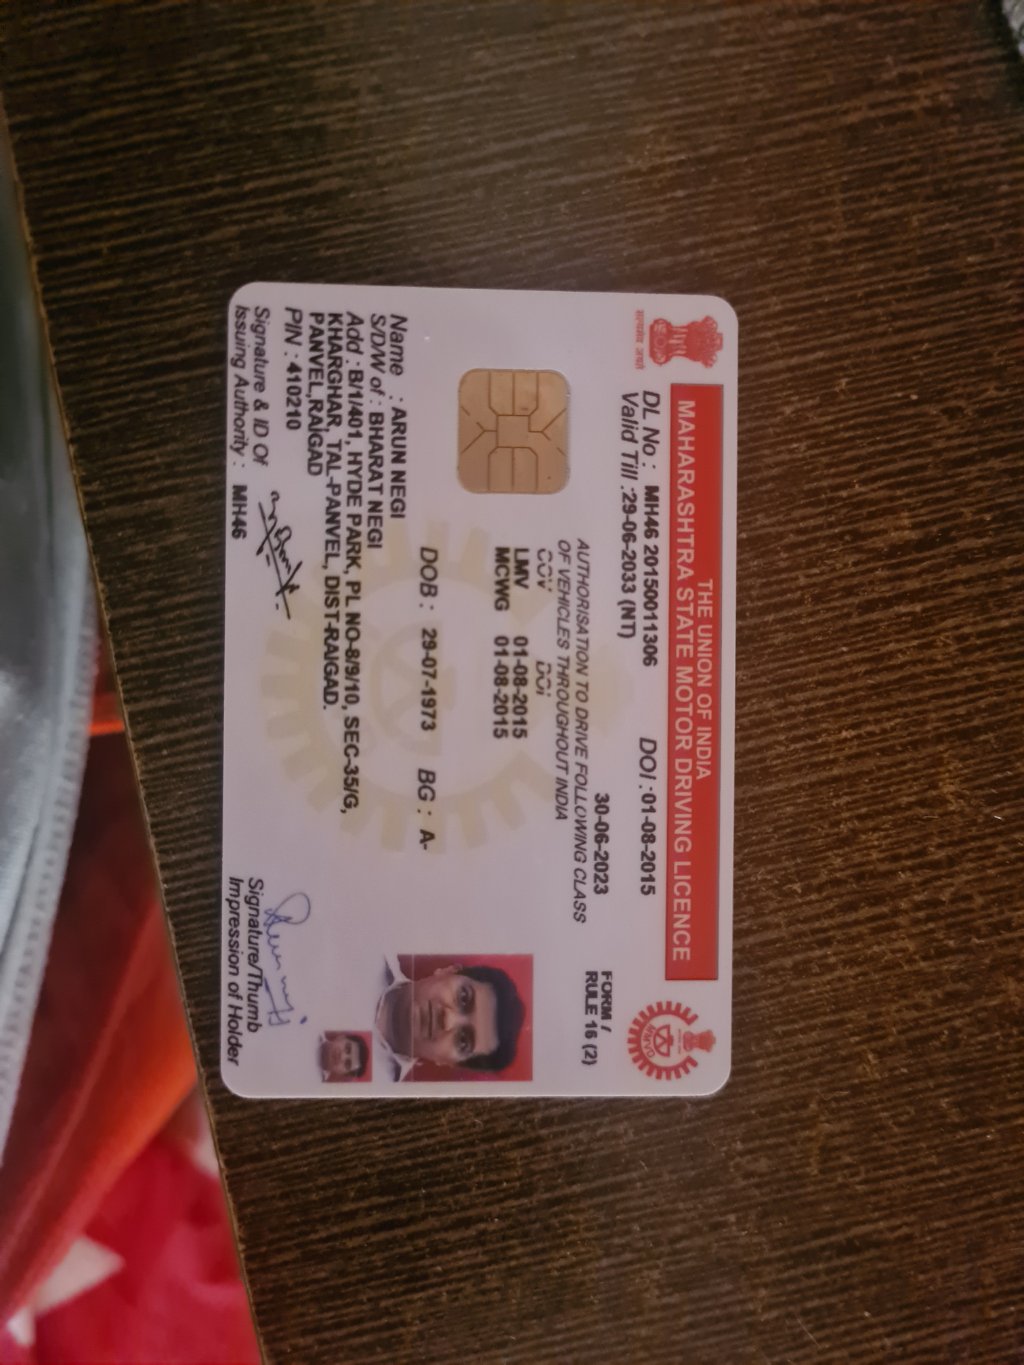 THE UNION OF INDIA
MAHARASHTRA STATE MOTOR DRIVING LICENCE
सत्यमेव जयते
DL No : MH46 20150011306 DOI : 01-08-2015
Valid Till : 29-06-2033 (NT)
30-06-2023
FORM /
RULE 16 (2)
AUTHORISATION TO DRIVE FOLLOWING CLASS
OF VEHICLES THROUGHOUT INDIA
COV DOI
LMV 01-08-2015
MCWG 01-08-2015
DOB : 29-07-1973 BG : A-
Name : ARUN NEGI
S/D/W of : BHARAT NEGI
Add : B/1/401, HYDE PARK, PL NO-8/9/10, SEC-35/G,
KHARGHAR, TAL-PANVEL, DIST-RAIGAD.
PANVEL,RAIGAD
PIN : 410210
Signature & ID Of
Issuing Authority : MH46
Signature/Thumb
Impression of Holder